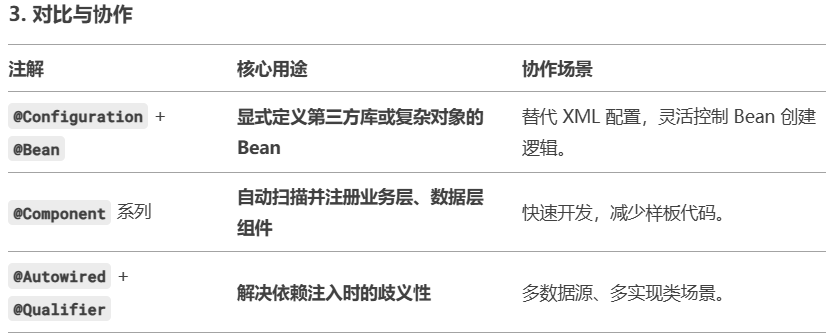 3. 对比与协作
注解 核心用途 协作场景
@Configuration + 显式定义第三方库或复杂对象的 替代 XML 配置，灵活控制 Bean 创建
@Bean Bean 逻辑。
@Component 系列 自动扫描并注册业务层、数据层 快速开发，减少样板代码。
组件
@Autowired + 解决依赖注入时的歧义性 多数据源、多实现类场景。
@Qualifier